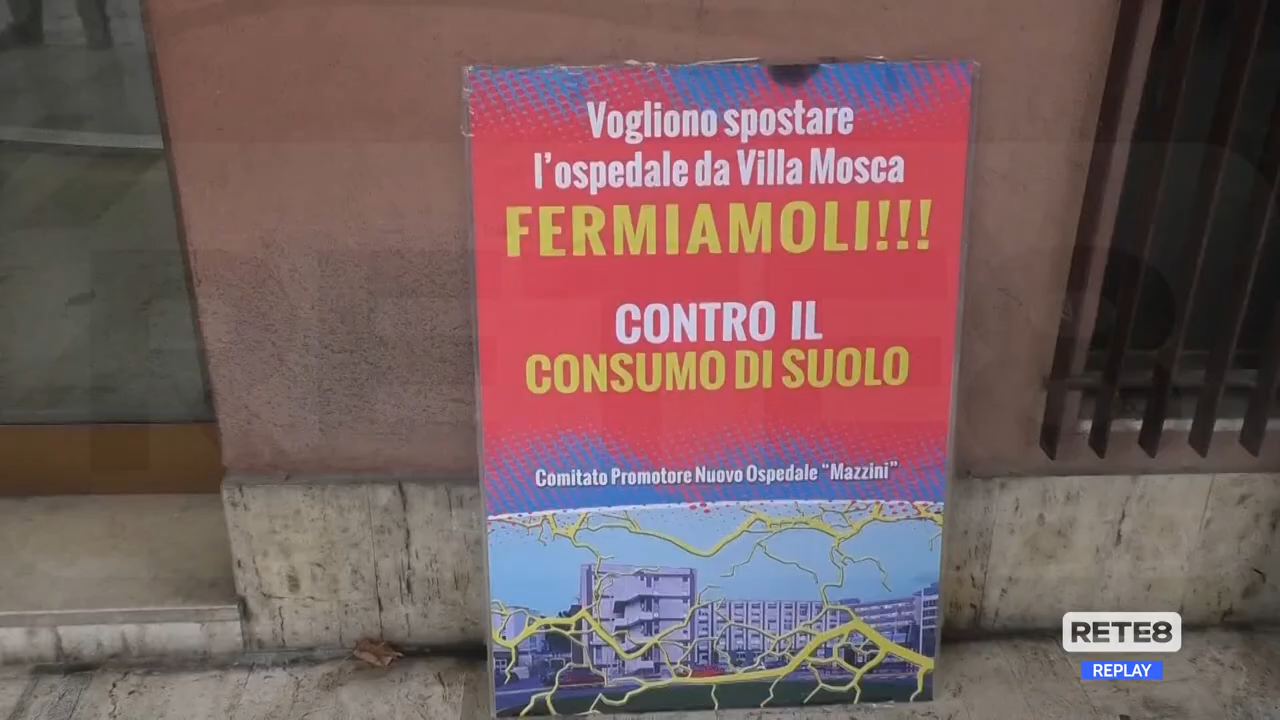 Vogliono spostare
l'ospedale da Villa Mosca
FERMIAMOLI!!!
CONTRO IL
CONSUMO DI SUOLO
Comitato Promotore Nuovo Ospedale “Mazzini”
RETE8
REPLAY